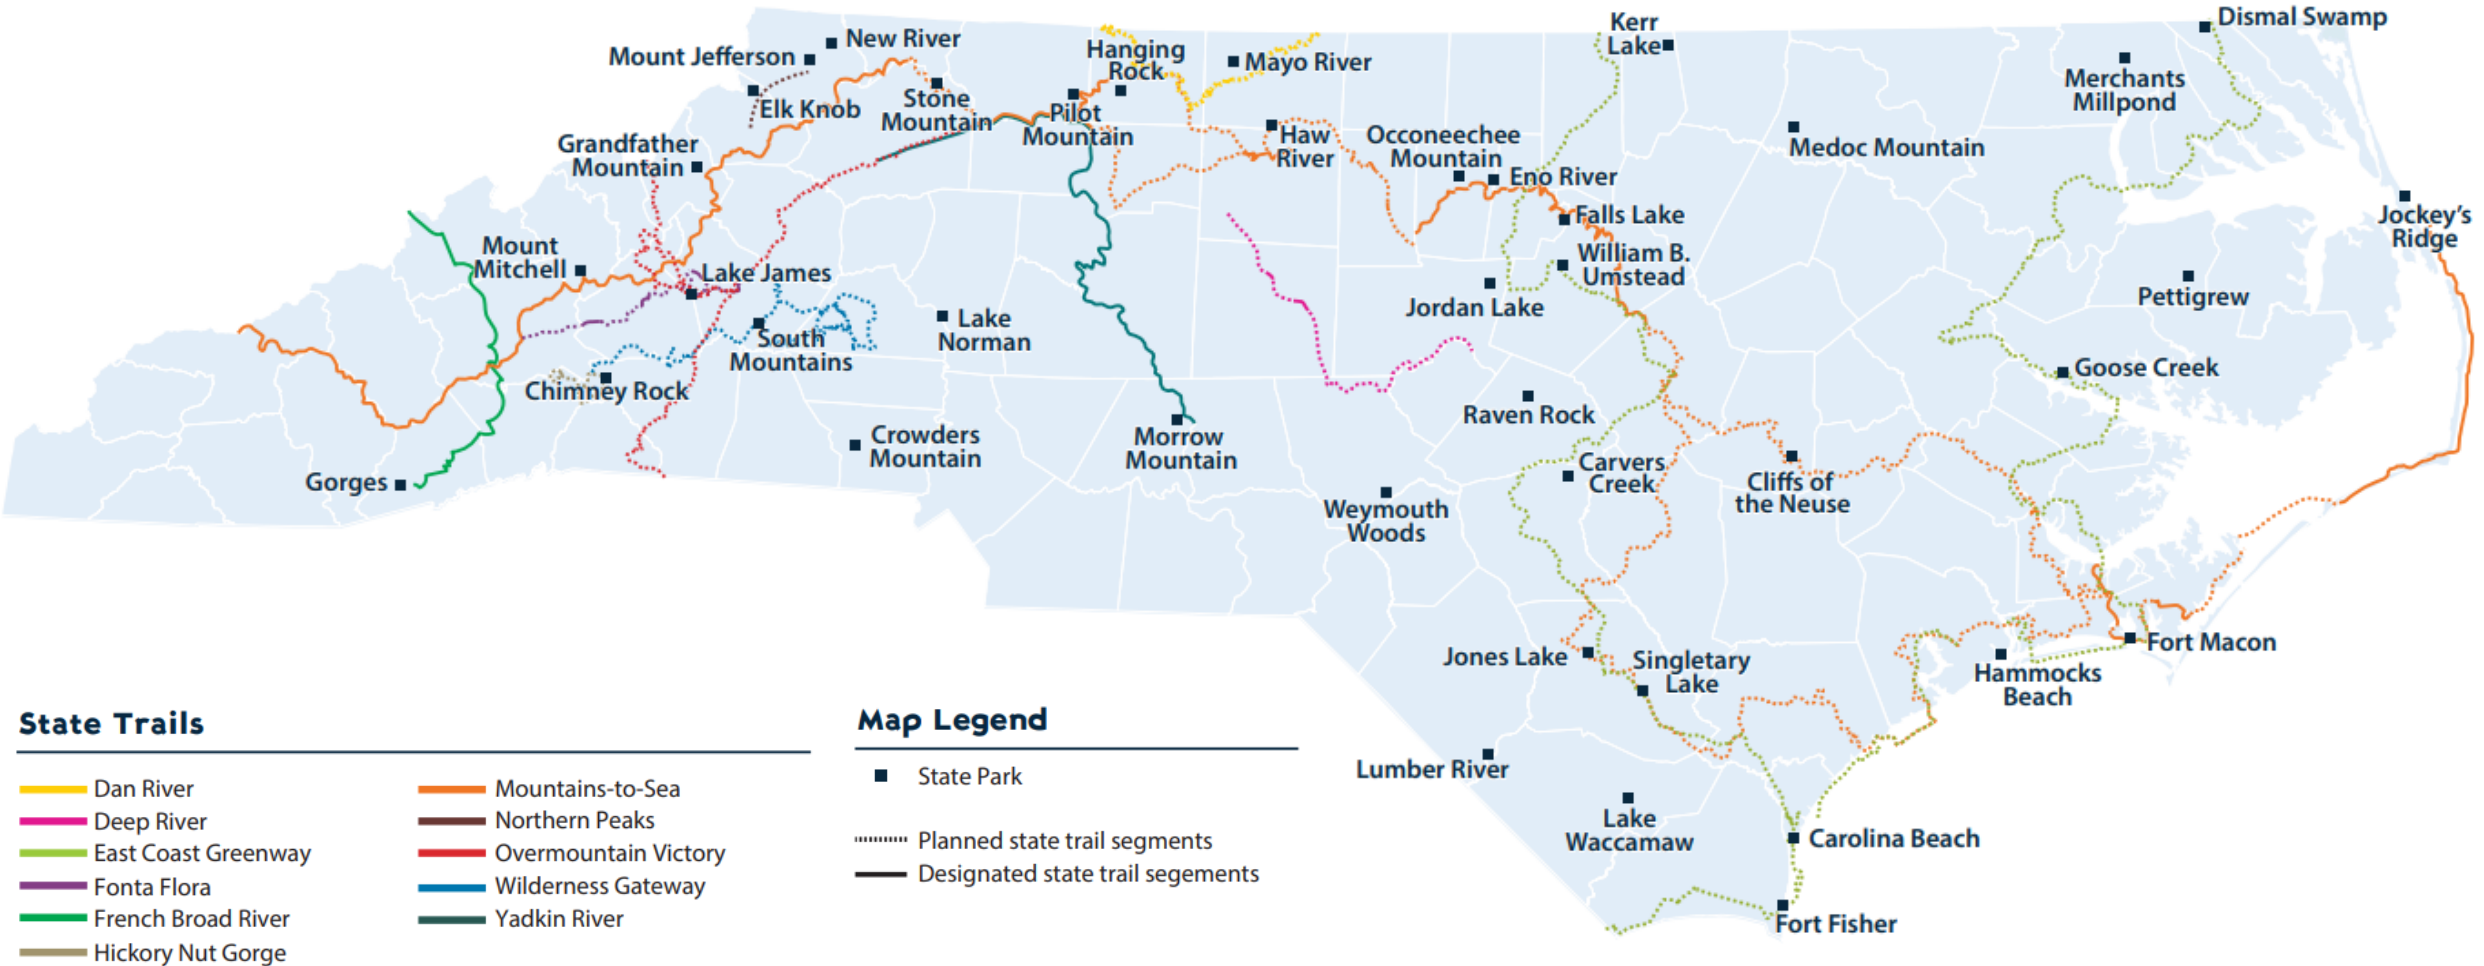 Dismal Swamp
Kerr
Lake
New River
Mount Jefferson
Hanging
Rock
Mayo River
Merchants
Millpond
Elk Knob
Stone
Mountain
Pilot
Mountain
Haw
River
Occoneechee
Mountain
Medoc Mountain
Grandfather
Mountain
Eno River
Falls Lake
Jockey's
Ridge
Mount
Mitchell
Lake James
William B.
Umstead
Jordan Lake
Pettigrew
Lake
Norman
South
Mountains
Goose Creek
Chimney Rock
Raven Rock
Crowders
Mountain
Morrow
Mountain
Carvers
Creek
Cliffs of
the Neuse
Gorges
Weymouth
Woods
Fort Macon
Jones Lake
Singletary
Lake
Hammocks
Beach
Lumber River
Lake
Waccamaw
Carolina Beach
Fort Fisher
State Trails
Dan River
Deep River
East Coast Greenway
Fonta Flora
French Broad River
Hickory Nut Gorge
Mountains-to-Sea
Northern Peaks
Overmountain Victory
Wilderness Gateway
Yadkin River
Map Legend
State Park
Planned state trail segments
Designated state trail segements